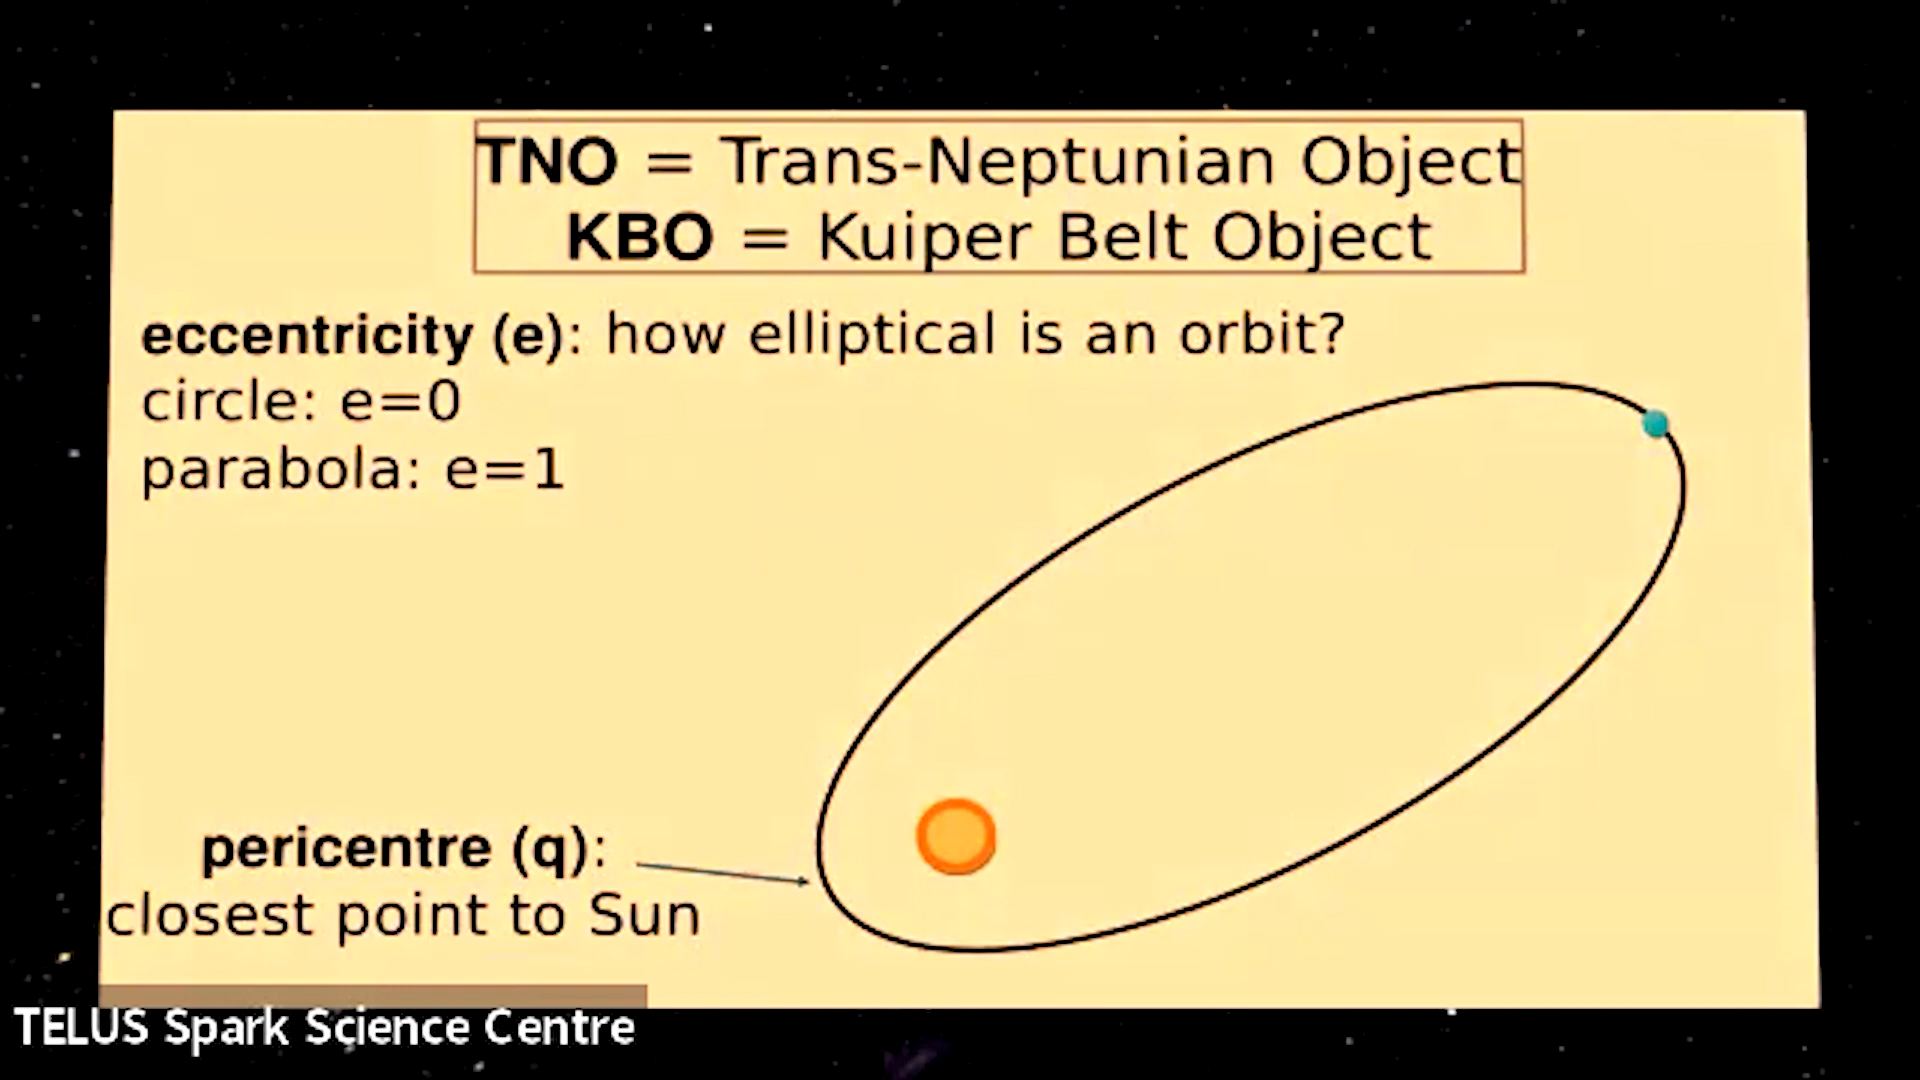 TNO = Trans-Neptunian Object
KBO = Kuiper Belt Object
eccentricity (e): how elliptical is an orbit?
circle: e=0
parabola: e=1
pericentre (q):
closest point to Sun
TELUS Spark Science Centre